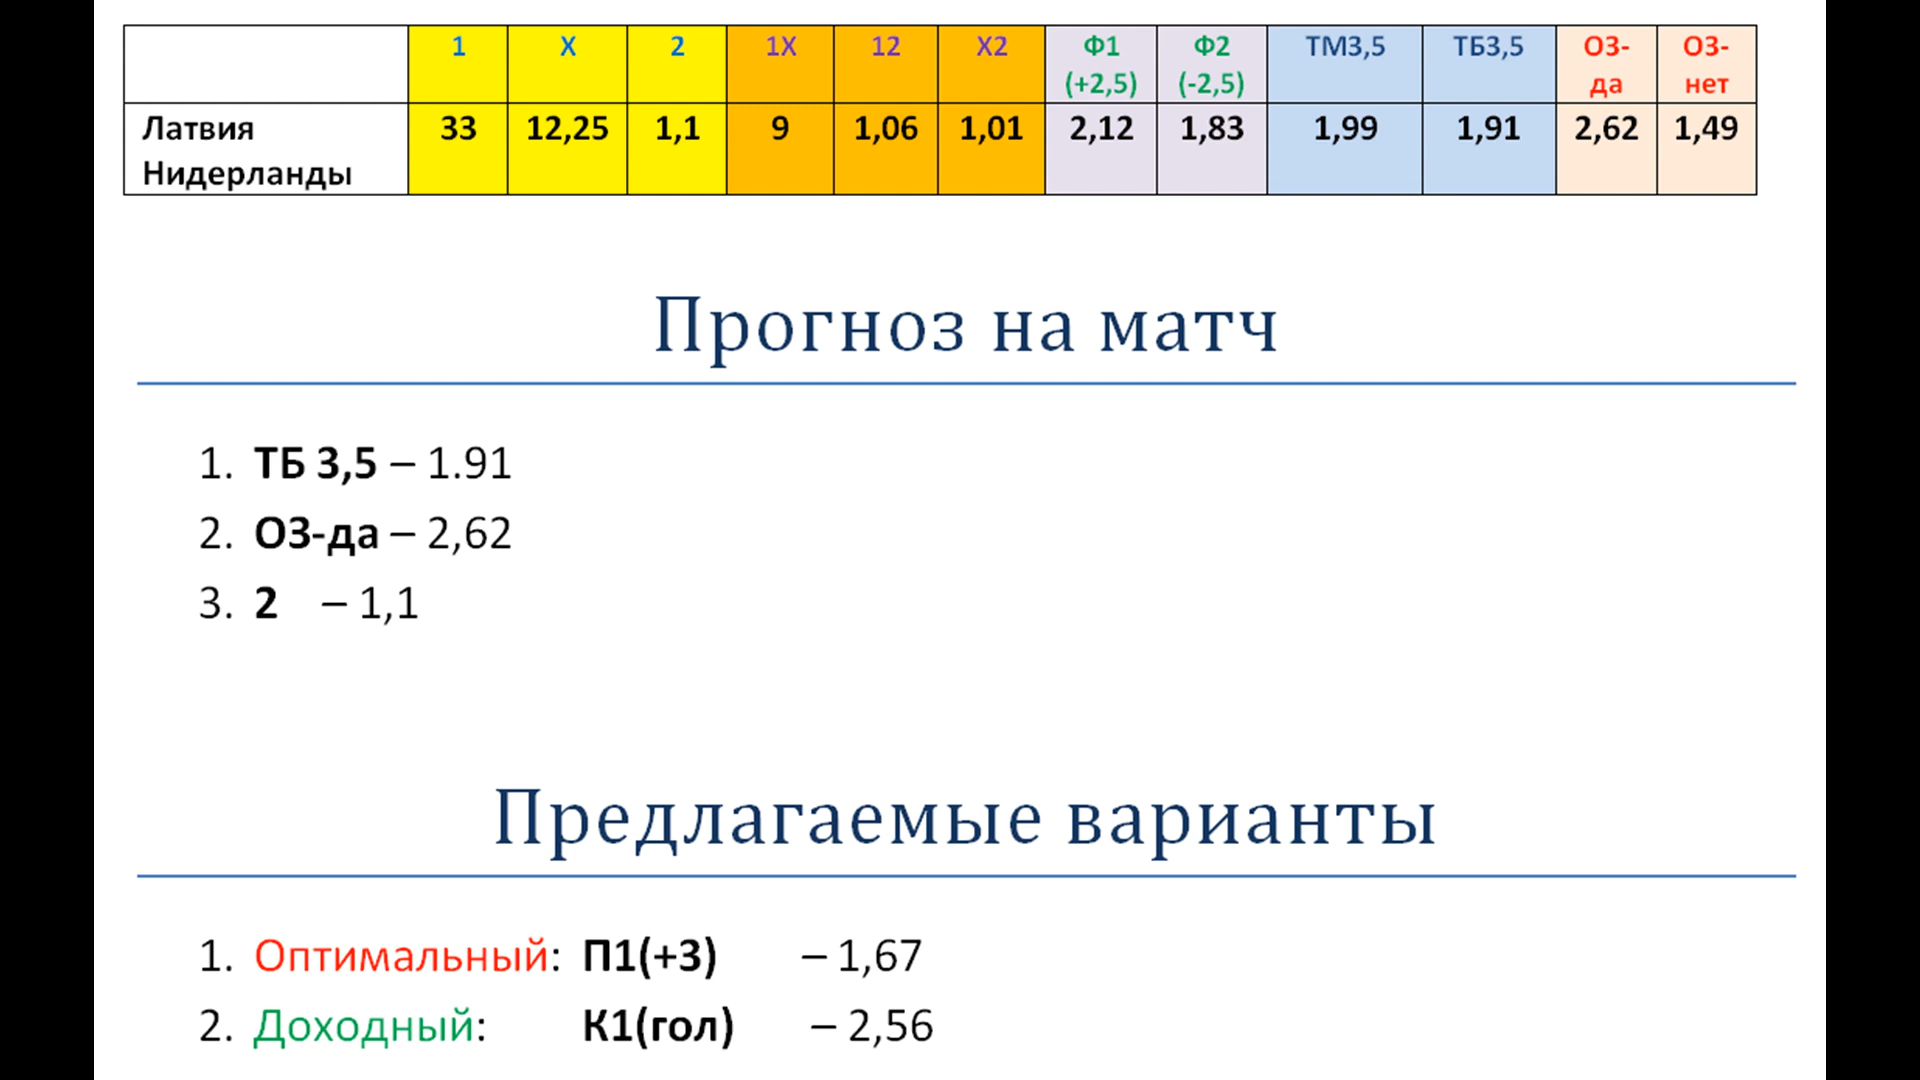 1 X 2 1X 12 X2 Ф1 (+2,5) Ф2 (-2,5) ТМ3,5 ТБ3,5 ОЗ-да ОЗ-нет
Латвия Нидерланды 33 12,25 1,1 9 1,06 1,01 2,12 1,83 1,99 1,91 2,62 1,49
Прогноз на матч
1. ТБ 3,5 – 1.91
2. ОЗ-да – 2,62
3. 2 – 1,1
Предлагаемые варианты
1. Оптимальный: П1(+3) – 1,67
2. Доходный: К1(гол) – 2,56